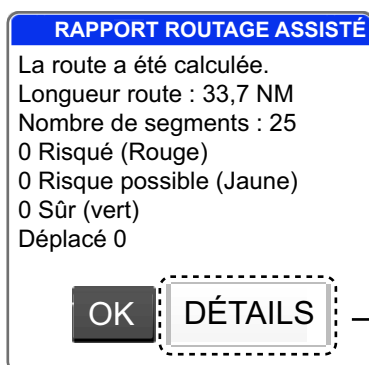 RAPPORT ROUTAGE ASSISTÉ
La route a été calculée.
Longueur route : 33,7 NM
Nombre de segments : 25
0 Risqué (Rouge)
0 Risque possible (Jaune)
0 Sûr (vert)
Déplacé 0
OK DÉTAILS